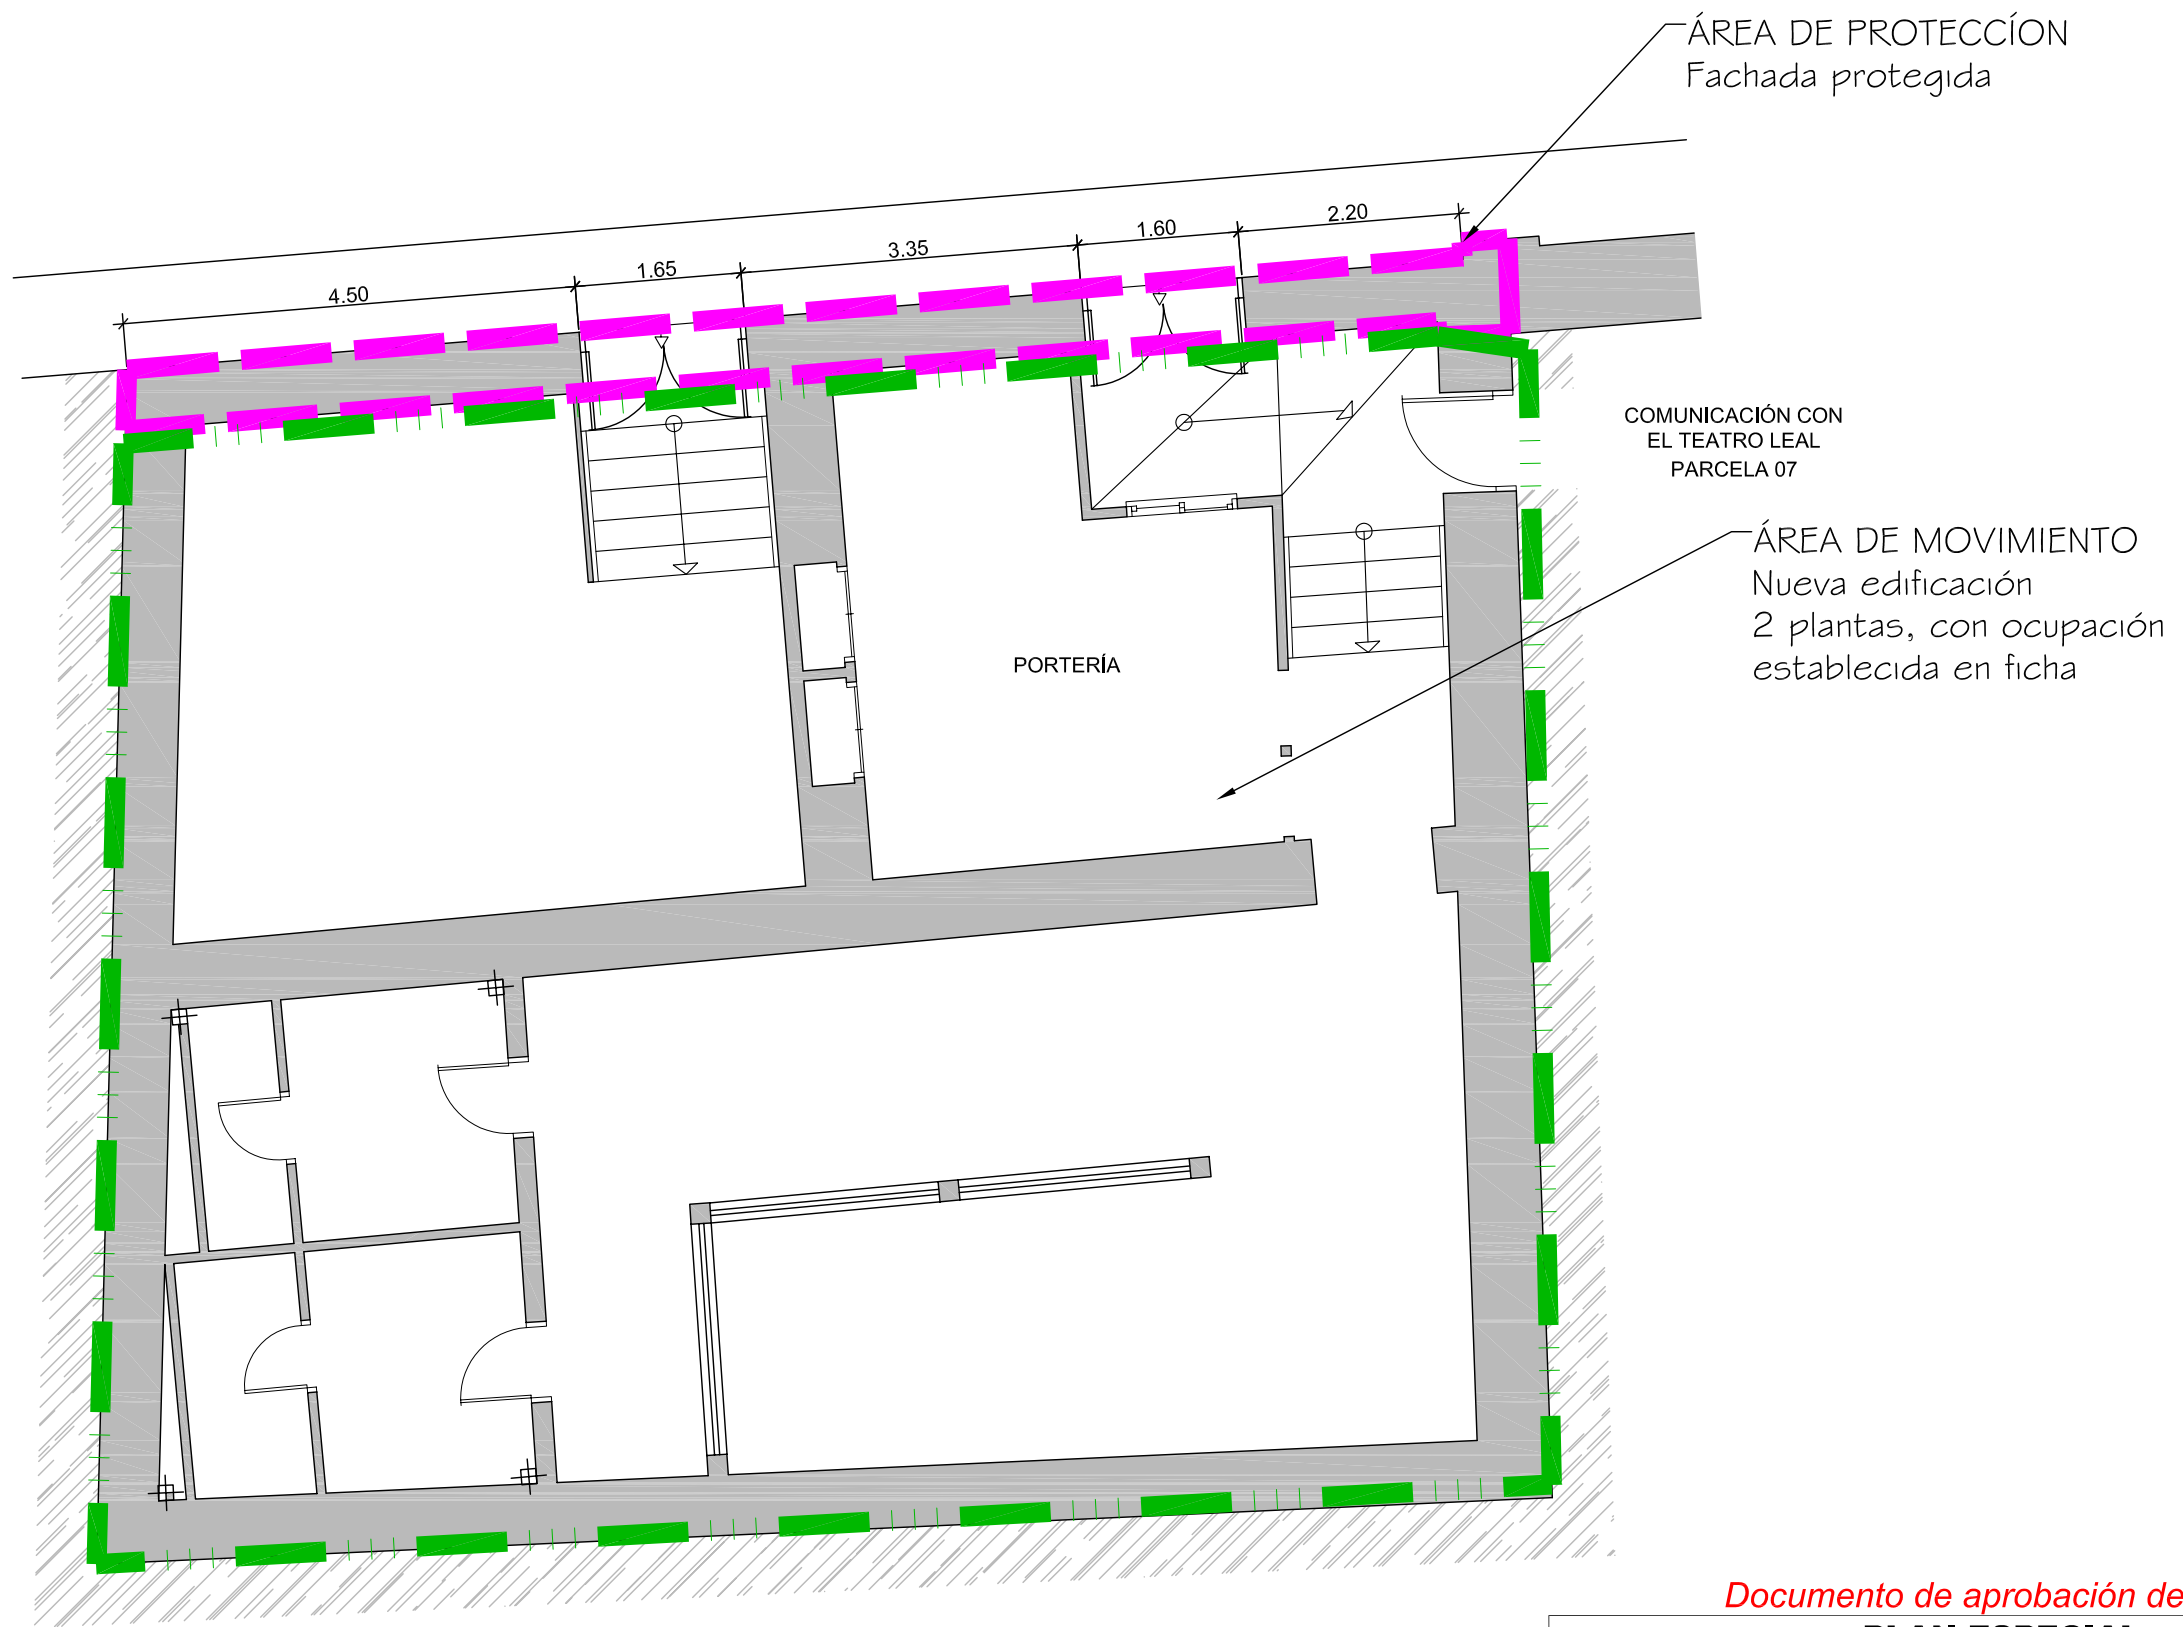 ÁREA DE PROTECCÍON
Fachada protegida
2.20
1.60
3.35
1.65
4.50
COMUNICACIÓN CON
EL TEATRO LEAL
PARCELA 07
ÁREA DE MOVIMIENTO
Nueva edificación
2 plantas, con ocupación
establecida en ficha
PORTERÍA
Documento de aprobación de
PLAN ESPECIAL